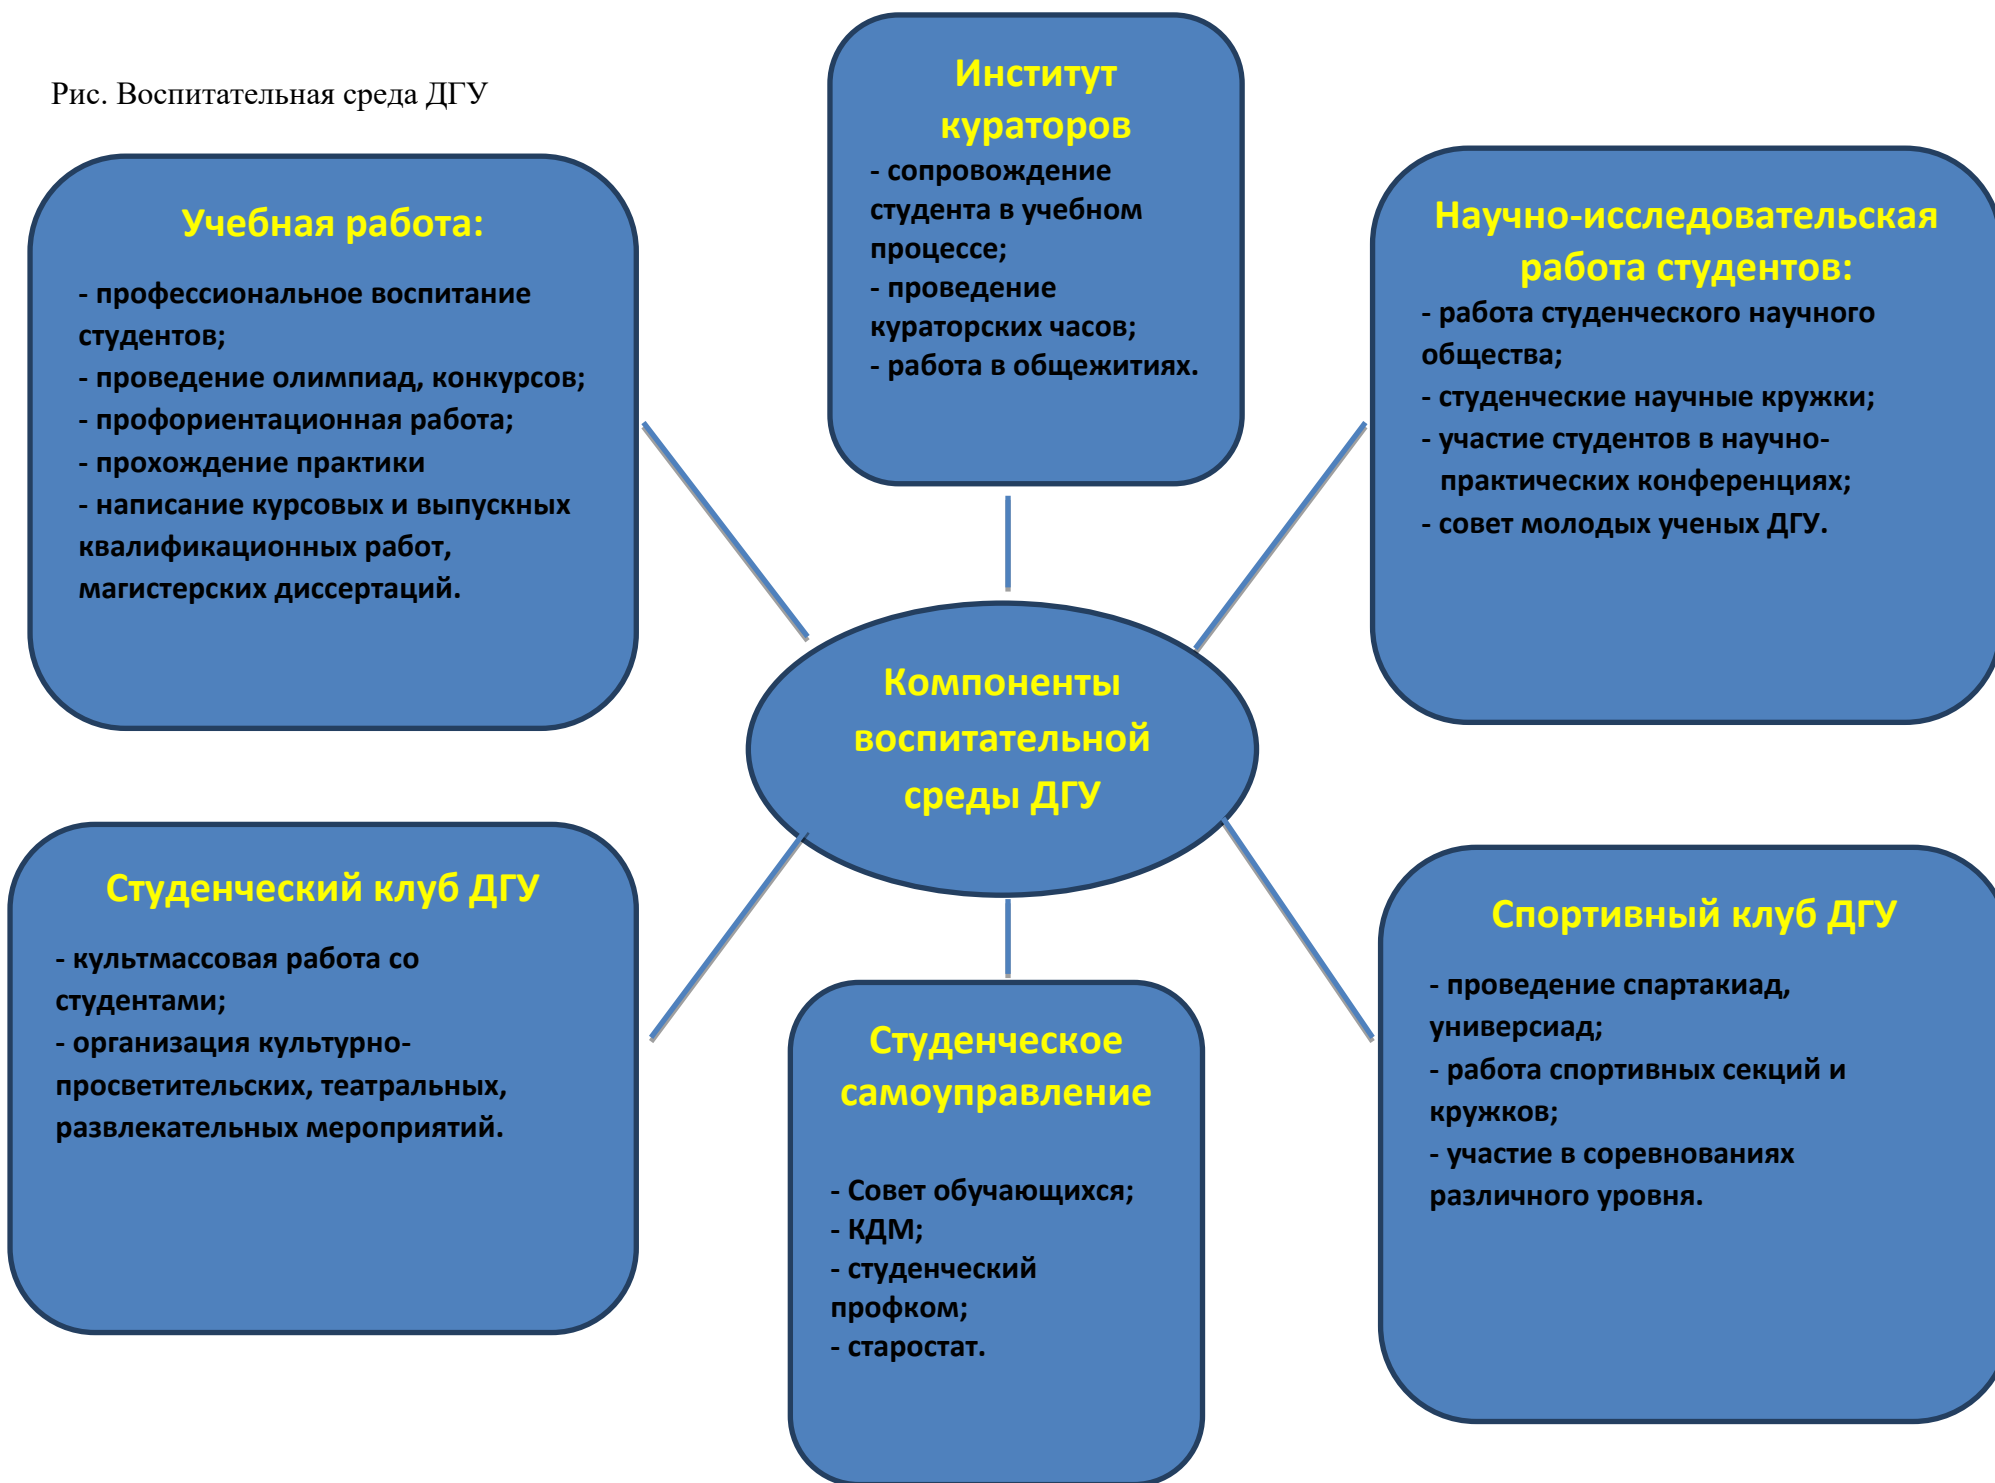 Рис. Воспитательная среда ДГУ
Институт
кураторов
- сопровождение
студента в учебном
процессе;
- проведение
кураторских часов;
- работа в общежитиях.
Учебная работа:
- профессиональное воспитание
студентов;
- проведение олимпиад, конкурсов;
- профориентационная работа;
- прохождение практики
- написание курсовых и выпускных
квалификационных работ,
магистерских диссертаций.
Научно-исследовательская
работа студентов:
- работа студенческого научного
общества;
- студенческие научные кружки;
- участие студентов в научно-
практических конференциях;
- совет молодых ученых ДГУ.
Компоненты
воспитательной
среды ДГУ
Студенческий клуб ДГУ
- культмассовая работа со
студентами;
- организация культурно-
просветительских, театральных,
развлекательных мероприятий.
Студенческое
самоуправление
- Совет обучающихся;
- КДМ;
- студенческий
профком;
- старостат.
Спортивный клуб ДГУ
- проведение спартакиад,
универсиад;
- работа спортивных секций и
кружков;
- участие в соревнованиях
различного уровня.